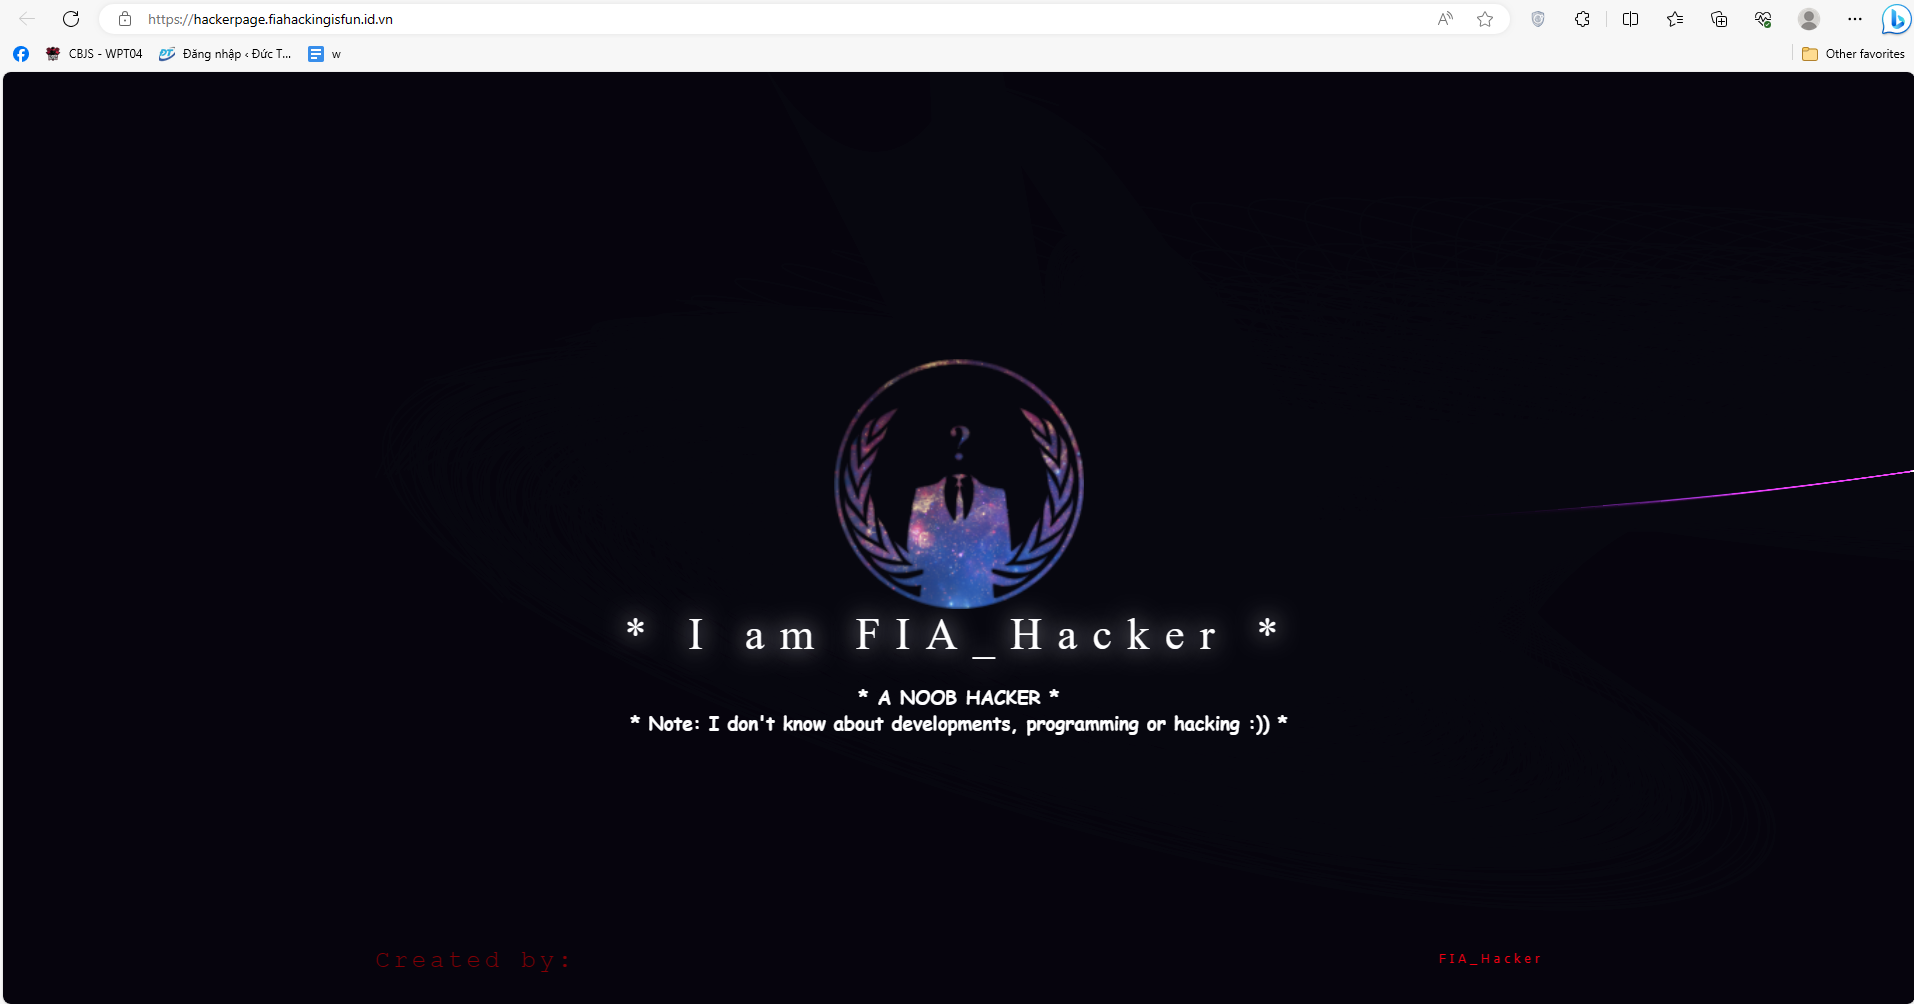 https://hackerpage.fiahackingisfun.id.vn
CBJS - WPT04
Đăng nhập ‹ Đức T...
w
Other favorites
?
* I am FIA_Hacker *
* A NOOB HACKER *
* Note: I don't know about developments, programming or hacking :)) *
Created by:
FIA_Hacker